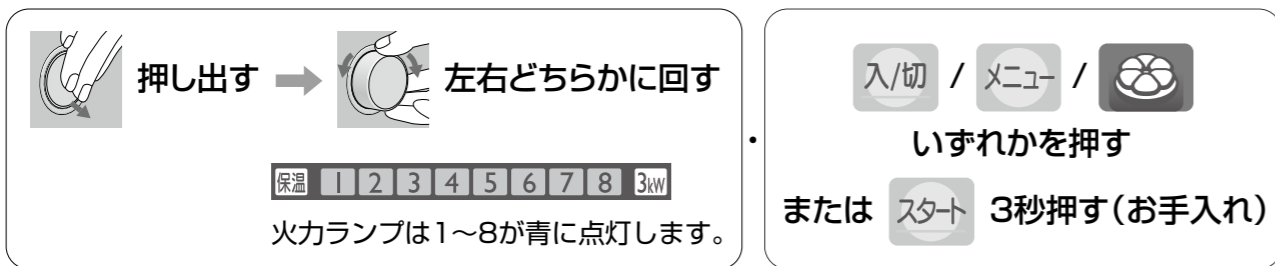 押し出す 左右どちらかに回す
保温 1 2 3 4 5 6 7 8 3kW
火力ランプは1～8が青に点灯します。
・
入/切 / メニュー /
いずれかを押す
または スタート 3秒押す(お手入れ)